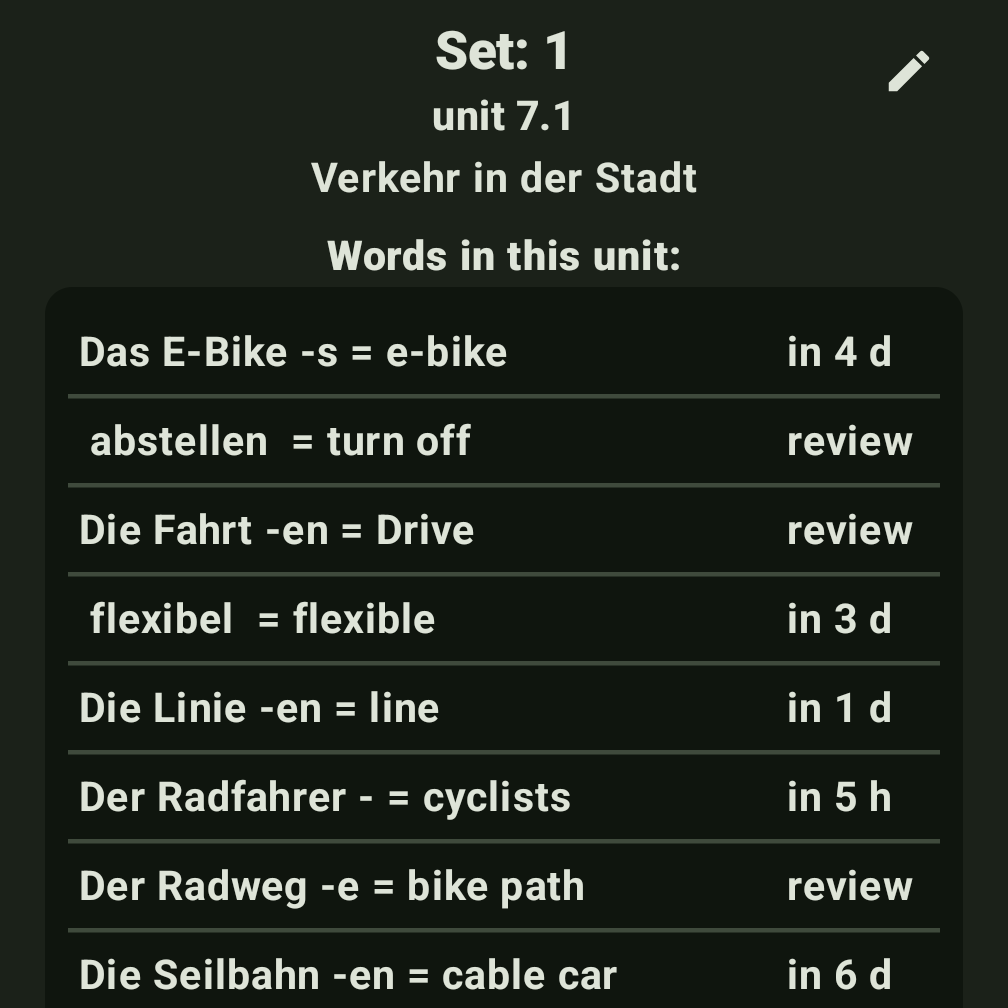 Set: 1
unit 7.1
Verkehr in der Stadt
Words in this unit:
Das E-Bike -s = e-bike in 4 d
abstellen = turn off review
Die Fahrt -en = Drive review
flexibel = flexible in 3 d
Die Linie -en = line in 1 d
Der Radfahrer - = cyclists in 5 h
Der Radweg -e = bike path review
Die Seilbahn -en = cable car in 6 d